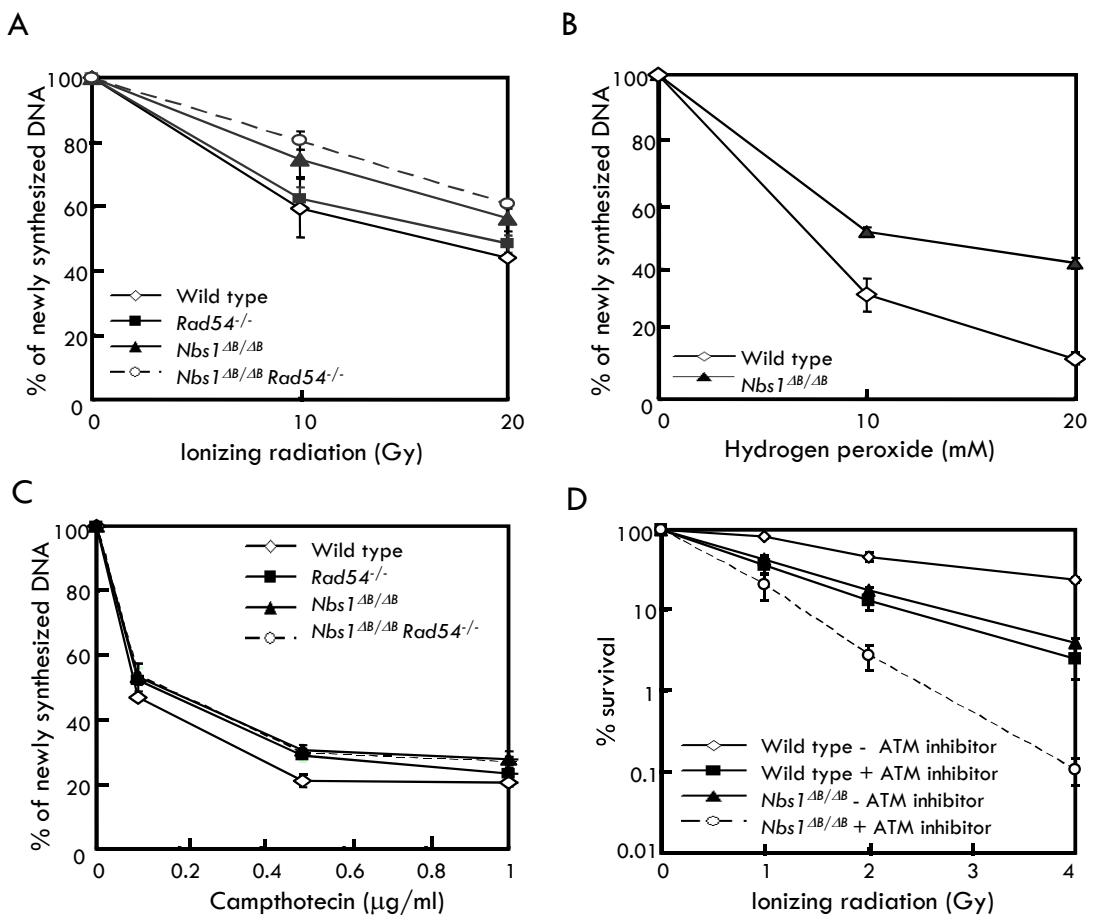 A
% of newly synthesized DNA
100
80
60
40
20
0
Wild type
Rad54-/-
Nbs1ΔB/ΔB
Nbs1ΔB/ΔB Rad54-/-
0 10 20
Ionizing radiation (Gy)
B
% of newly synthesized DNA
100
80
60
40
20
0
Wild type
Nbs1ΔB/ΔB
0 10 20
Hydrogen peroxide (mM)
C
% of newly synthesized DNA
100
80
60
40
20
0
Wild type
Rad54-/-
Nbs1ΔB/ΔB
Nbs1ΔB/ΔB Rad54-/-
0 0.2 0.4 0.6 0.8 1
Campthotecin (μg/ml)
D
% survival
100
10
1
0.1
0.01
Wild type - ATM inhibitor
Wild type + ATM inhibitor
Nbs1ΔB/ΔB - ATM inhibitor
Nbs1ΔB/ΔB + ATM inhibitor
0 1 2 3 4
Ionizing radiation (Gy)